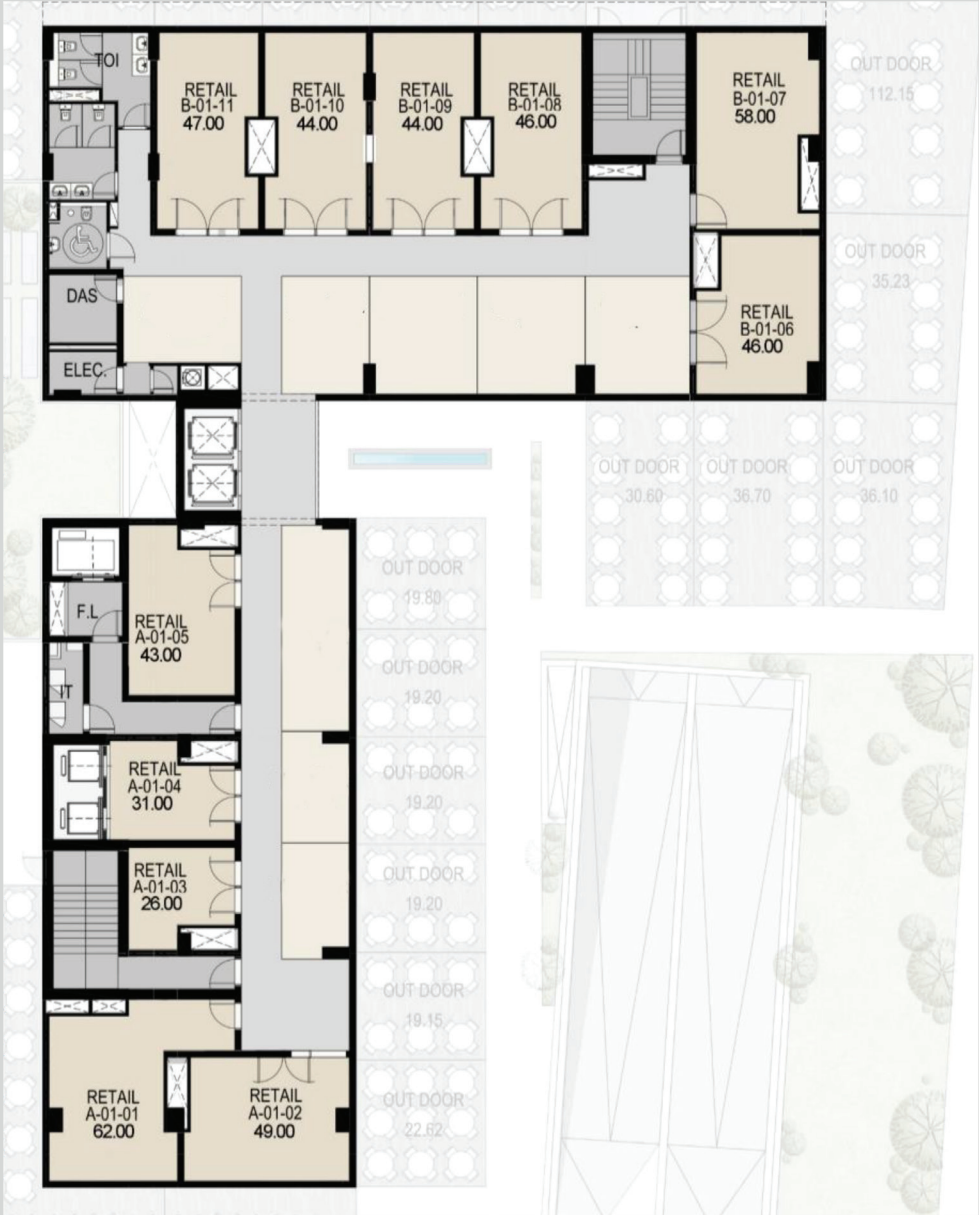 TOI
RETAIL
B-01-11
47.00
RETAIL
B-01-10
44.00
RETAIL
B-01-09
44.00
RETAIL
B-01-08
46.00
RETAIL
B-01-07
58.00
OUT DOOR
112.15
DAS
ELEC.
RETAIL
B-01-06
46.00
OUT DOOR
35.23
OUT DOOR
30.60
OUT DOOR
36.70
OUT DOOR
36.10
F.L
RETAIL
A-01-05
43.00
OUT DOOR
19.80
IT
OUT DOOR
19.20
RETAIL
A-01-04
31.00
OUT DOOR
19.20
RETAIL
A-01-03
26.00
OUT DOOR
19.20
OUT DOOR
19.15
RETAIL
A-01-01
62.00
RETAIL
A-01-02
49.00
OUT DOOR
22.62